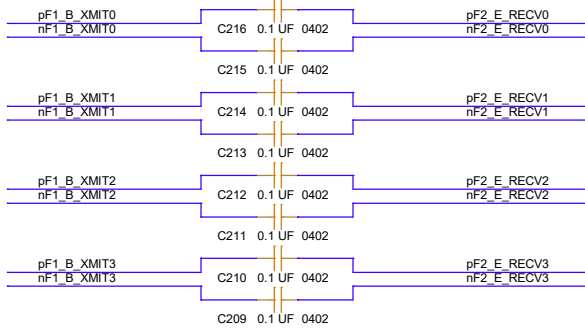 pF1_B_XMIT0 pF2_E_RECV0
nF1_B_XMIT0 C216 0.1 UF 0402 nF2_E_RECV0
C215 0.1 UF 0402
pF1_B_XMIT1 pF2_E_RECV1
nF1_B_XMIT1 C214 0.1 UF 0402 nF2_E_RECV1
C213 0.1 UF 0402
pF1_B_XMIT2 pF2_E_RECV2
nF1_B_XMIT2 C212 0.1 UF 0402 nF2_E_RECV2
C211 0.1 UF 0402
pF1_B_XMIT3 pF2_E_RECV3
nF1_B_XMIT3 C210 0.1 UF 0402 nF2_E_RECV3
C209 0.1 UF 0402